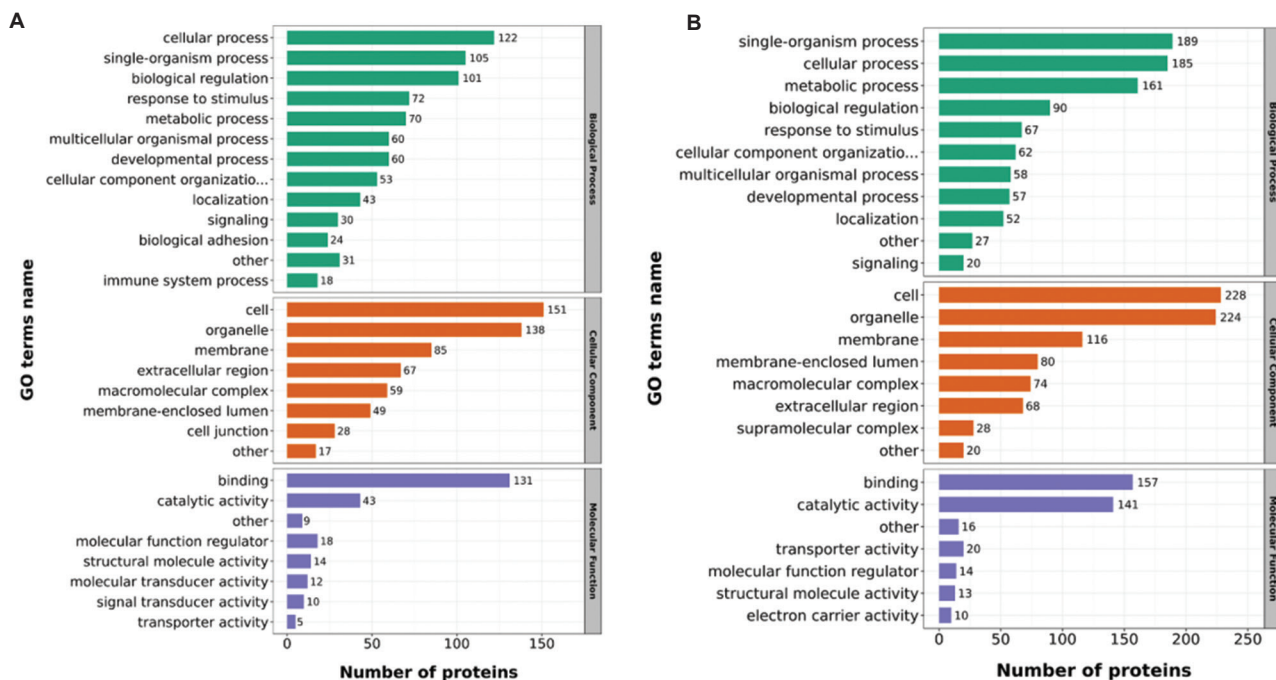 A
GO terms name
cellular process 122
single-organism process 105
biological regulation 101
response to stimulus 72
metabolic process 70
multicellular organismal process 60
developmental process 60
cellular component organizatio... 53
localization 43
signaling 30
biological adhesion 24
other 31
immune system process 18
Biological Process
cell 151
organelle 138
membrane 85
extracellular region 67
macromolecular complex 59
membrane-enclosed lumen 49
cell junction 28
other 17
Cellular Component
binding 131
catalytic activity 43
other 9
molecular function regulator 18
structural molecule activity 14
molecular transducer activity 12
signal transducer activity 10
transporter activity 5
Molecular Function
0 50 100 150
Number of proteins
B
GO terms name
single-organism process 189
cellular process 185
metabolic process 161
biological regulation 90
response to stimulus 67
cellular component organizatio... 62
multicellular organismal process 58
developmental process 57
localization 52
other 27
signaling 20
Biological Process
cell 228
organelle 224
membrane 116
membrane-enclosed lumen 80
macromolecular complex 74
extracellular region 68
supramolecular complex 28
other 20
Cellular Component
binding 157
catalytic activity 141
other 16
transporter activity 20
molecular function regulator 14
structural molecule activity 13
electron carrier activity 10
Molecular Function
0 50 100 150 200 250
Number of proteins